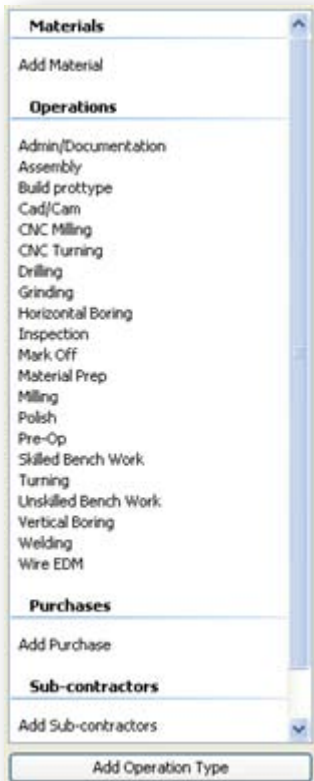 Materials
Add Material
Operations
Admin/Documentation
Assembly
Build prottype
Cad/Cam
CNC Milling
CNC Turning
Drilling
Grinding
Horizontal Boring
Inspection
Mark Off
Material Prep
Milling
Polish
Pre-Op
Skilled Bench Work
Turning
Unskilled Bench Work
Vertical Boring
Welding
Wire EDM
Purchases
Add Purchase
Sub-contractors
Add Sub-contractors
Add Operation Type